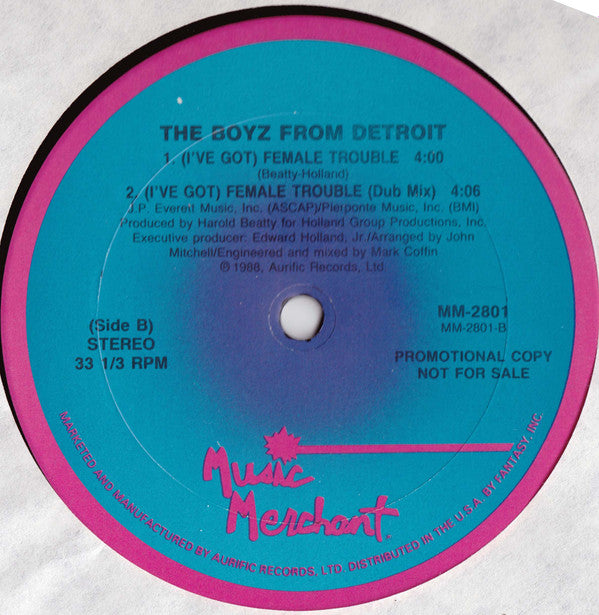 THE BOYZ FROM DETROIT
1. (I'VE GOT) FEMALE TROUBLE 4:00
(Beatty-Holland)
2. (I'VE GOT) FEMALE TROUBLE (Dub Mix) 4:06
J.P. Everett Music, Inc. (ASCAP)/Pierponte Music, Inc. (BMI)
Produced by Harold Beatty for Holland Group Productions, Inc.
Executive producer: Edward Holland, Jr./Arranged by John
Mitchell/Engineered and mixed by Mark Coffin
℗ 1988, Aurific Records, Ltd.
(Side B)
STEREO
33 1/3 RPM
MM-2801
MM-2801-B
PROMOTIONAL COPY
NOT FOR SALE
Music
Merchant®
MARKETED AND MANUFACTURED BY AURIFIC RECORDS, LTD. DISTRIBUTED IN THE U.S.A. BY FANTASY, INC.